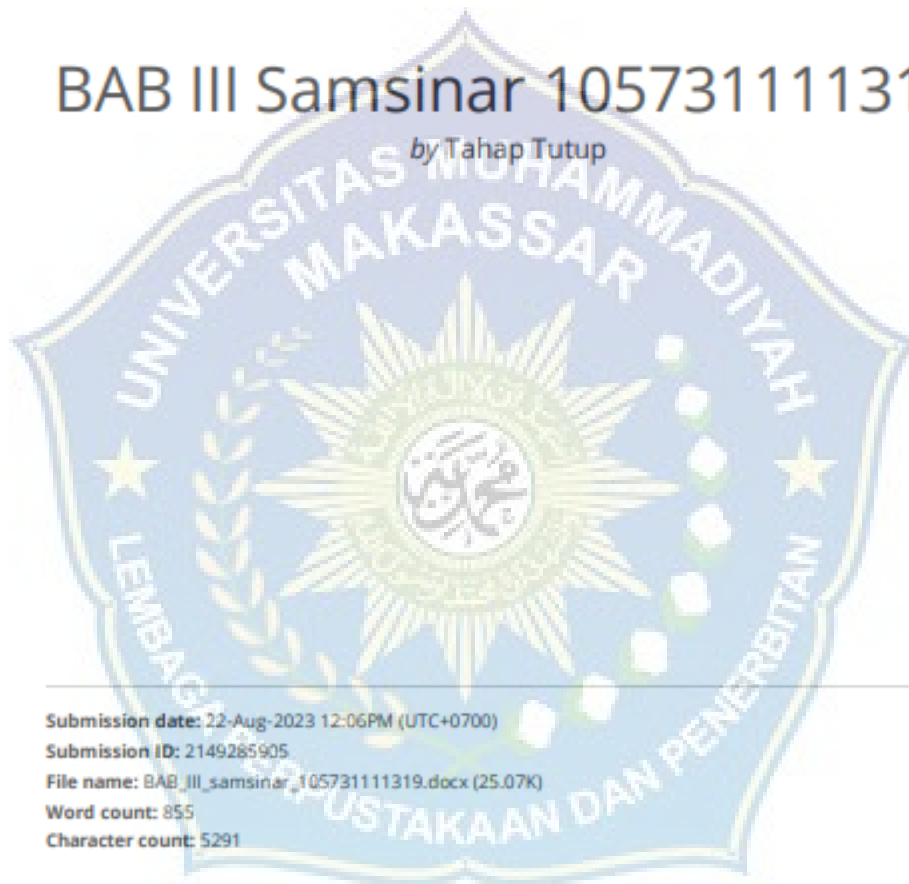 BAB III Samsinar 10573111131
by Tahap Tutup
UNIVERSITAS MUHAMMADIYAH
MAKASSAR
LEMBAGA PERPUSTAKAAN DAN PENERBITAN
Submission date: 22-Aug-2023 12:06PM (UTC+0700)
Submission ID: 2149285905
File name: BAB_III_samsinar_105731111319.docx (25.07K)
Word count: 855
Character count: 5291